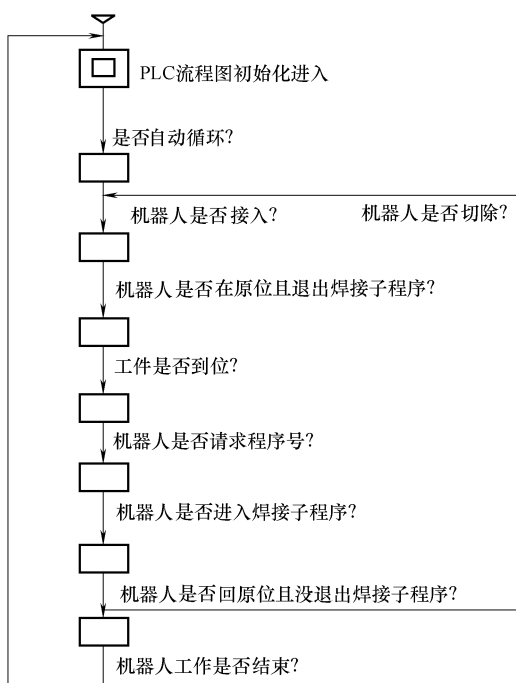 PLC流程图初始化进入
是否自动循环?
机器人是否接入?
机器人是否切除?
机器人是否在原位且退出焊接子程序?
工件是否到位?
机器人是否请求程序号?
机器人是否进入焊接子程序?
机器人是否回原位且没退出焊接子程序?
机器人工作是否结束?